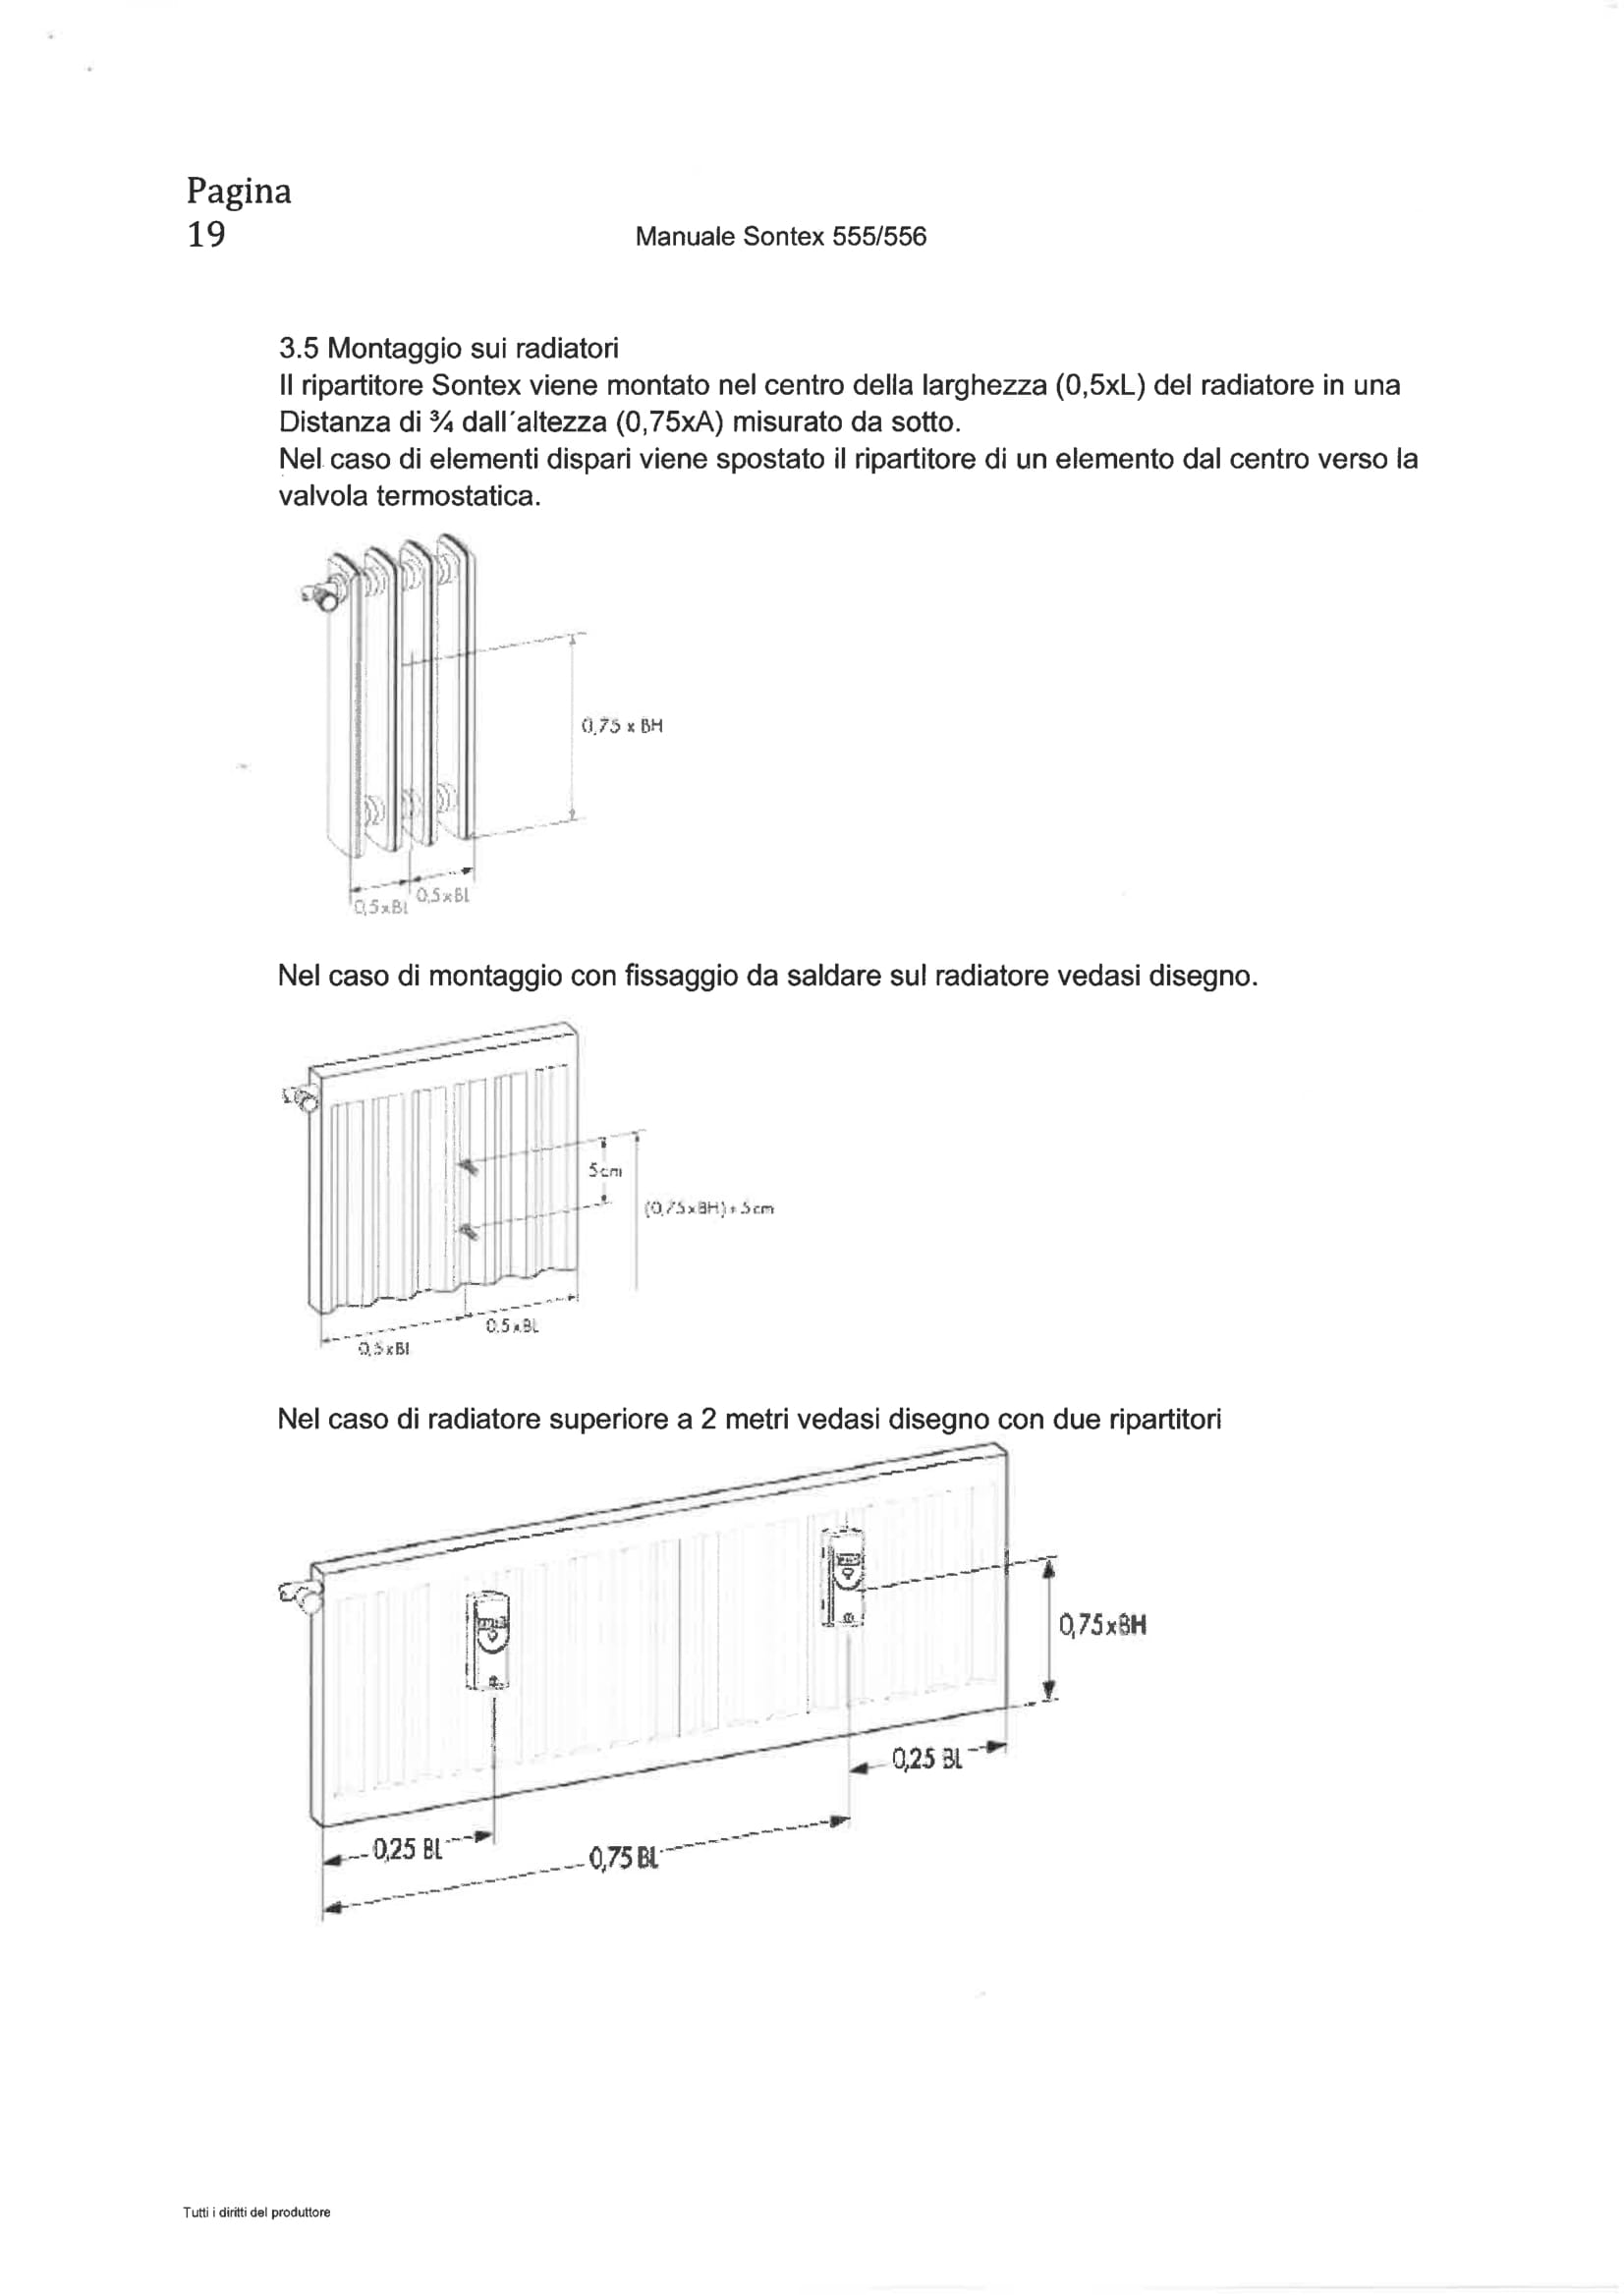 Pagina
19
Manuale Sontex 555/556
3.5 Montaggio sui radiatori
Il ripartitore Sontex viene montato nel centro della larghezza (0,5xL) del radiatore in una
Distanza di ¾ dall´altezza (0,75xA) misurato da sotto.
Nel caso di elementi dispari viene spostato il ripartitore di un elemento dal centro verso la
valvola termostatica.
0,75 x BH
0,5xBL
0,5xBL
Nel caso di montaggio con fissaggio da saldare sul radiatore vedasi disegno.
5cm
(0,75xBH)+5cm
0,5xBL
0,5xBL
Nel caso di radiatore superiore a 2 metri vedasi disegno con due ripartitori
0,75xBH
0,25 BL
0,25 BL
0,75 BL
Tutti i diritti del produttore